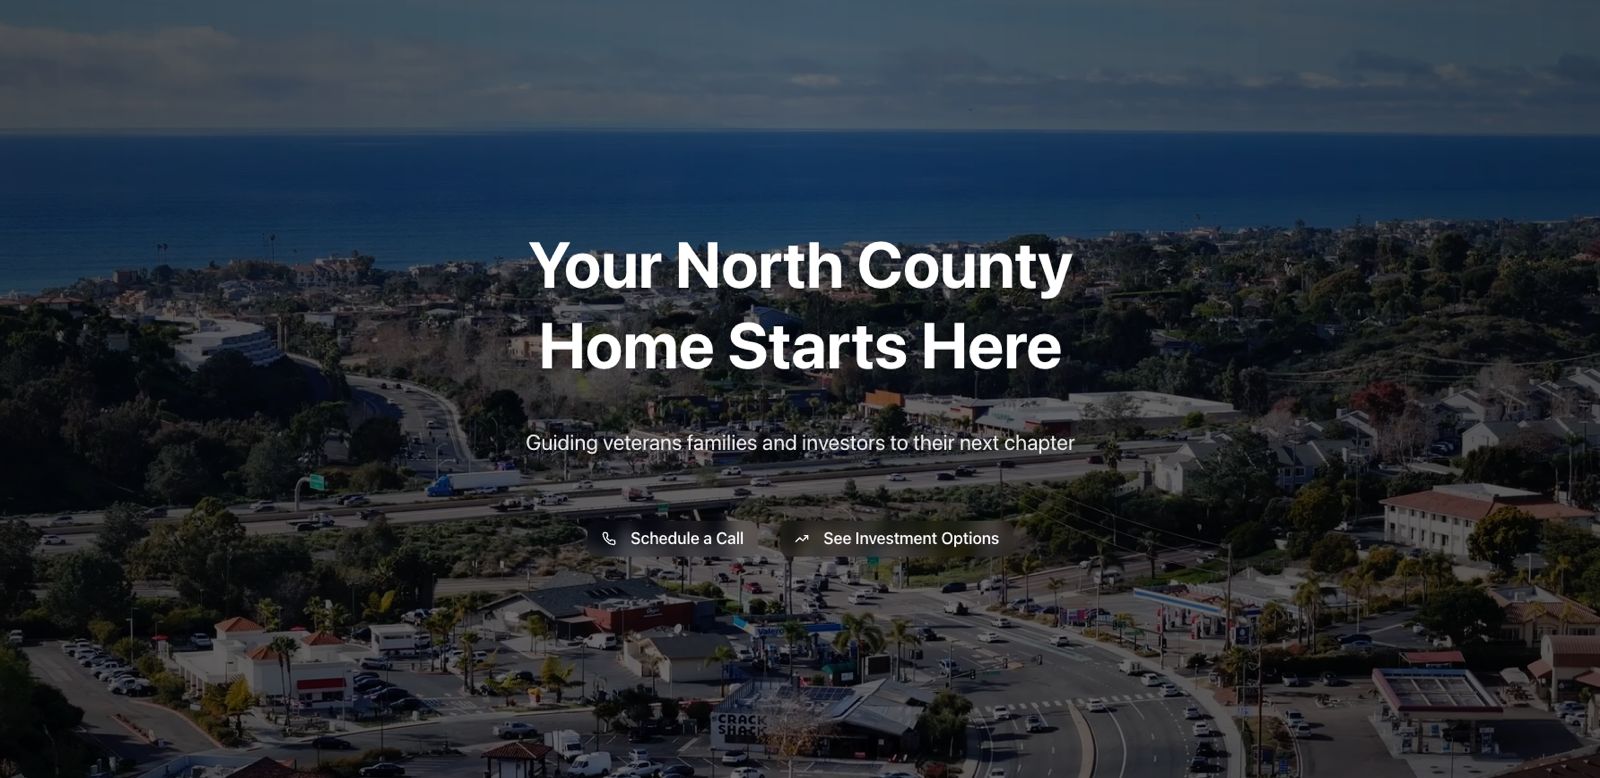 Your North County
Home Starts Here
Guiding veterans families and investors to their next chapter
Schedule a Call
See Investment Options
Valero
CRACK
SHACK